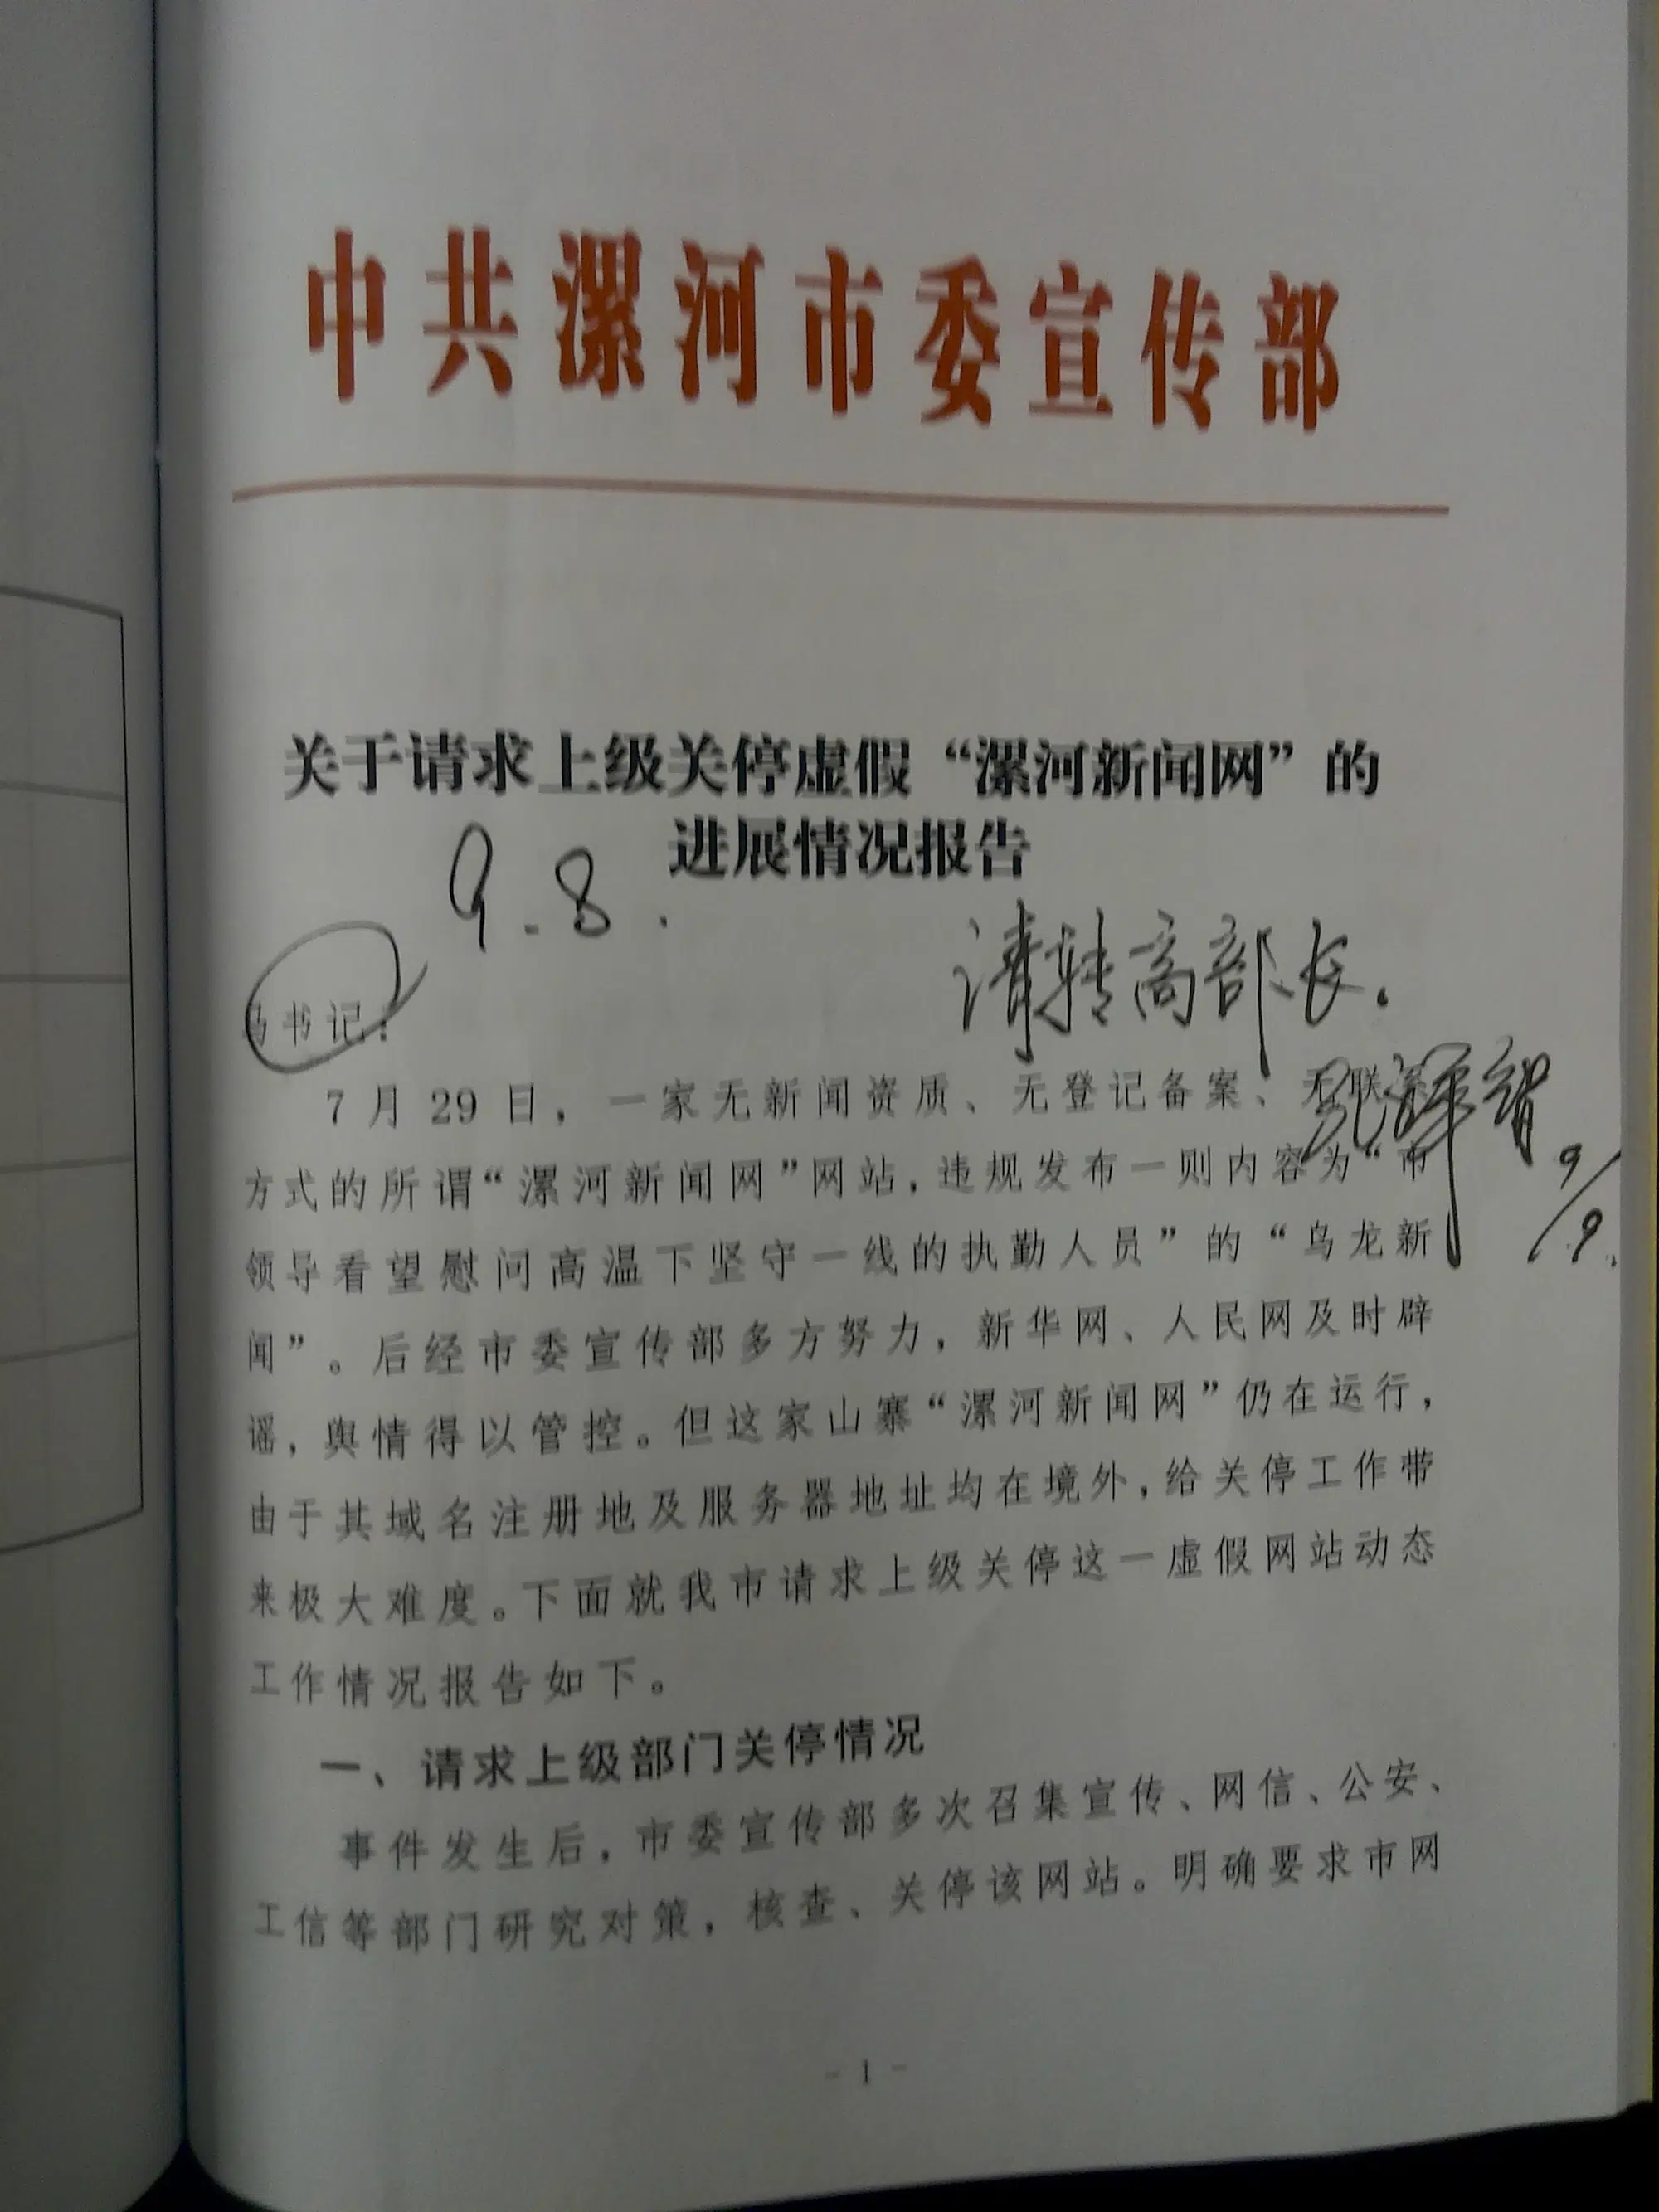 中共漯河市委宣传部
关于请求上级关停虚假“漯河新闻网”的
进展情况报告
9.8.
请转高部长.
马书记:
7月29日，一家无新闻资质、无登记备案、无联系
9/9.
方式的所谓“漯河新闻网”网站，违规发布一则内容为“市
领导看望慰问高温下坚守一线的执勤人员”的“乌龙新
闻”。后经市委宣传部多方努力，新华网、人民网及时辟
谣，舆情得以管控。但这家山寨“漯河新闻网”仍在运行，
由于其域名注册地及服务器地址均在境外，给关停工作带
来极大难度。下面就我市请求上级关停这一虚假网站动态
工作情况报告如下。
一、请求上级部门关停情况
事件发生后，市委宣传部多次召集宣传、网信、公安、
工信等部门研究对策，核查、关停该网站。明确要求市网
- 1 -